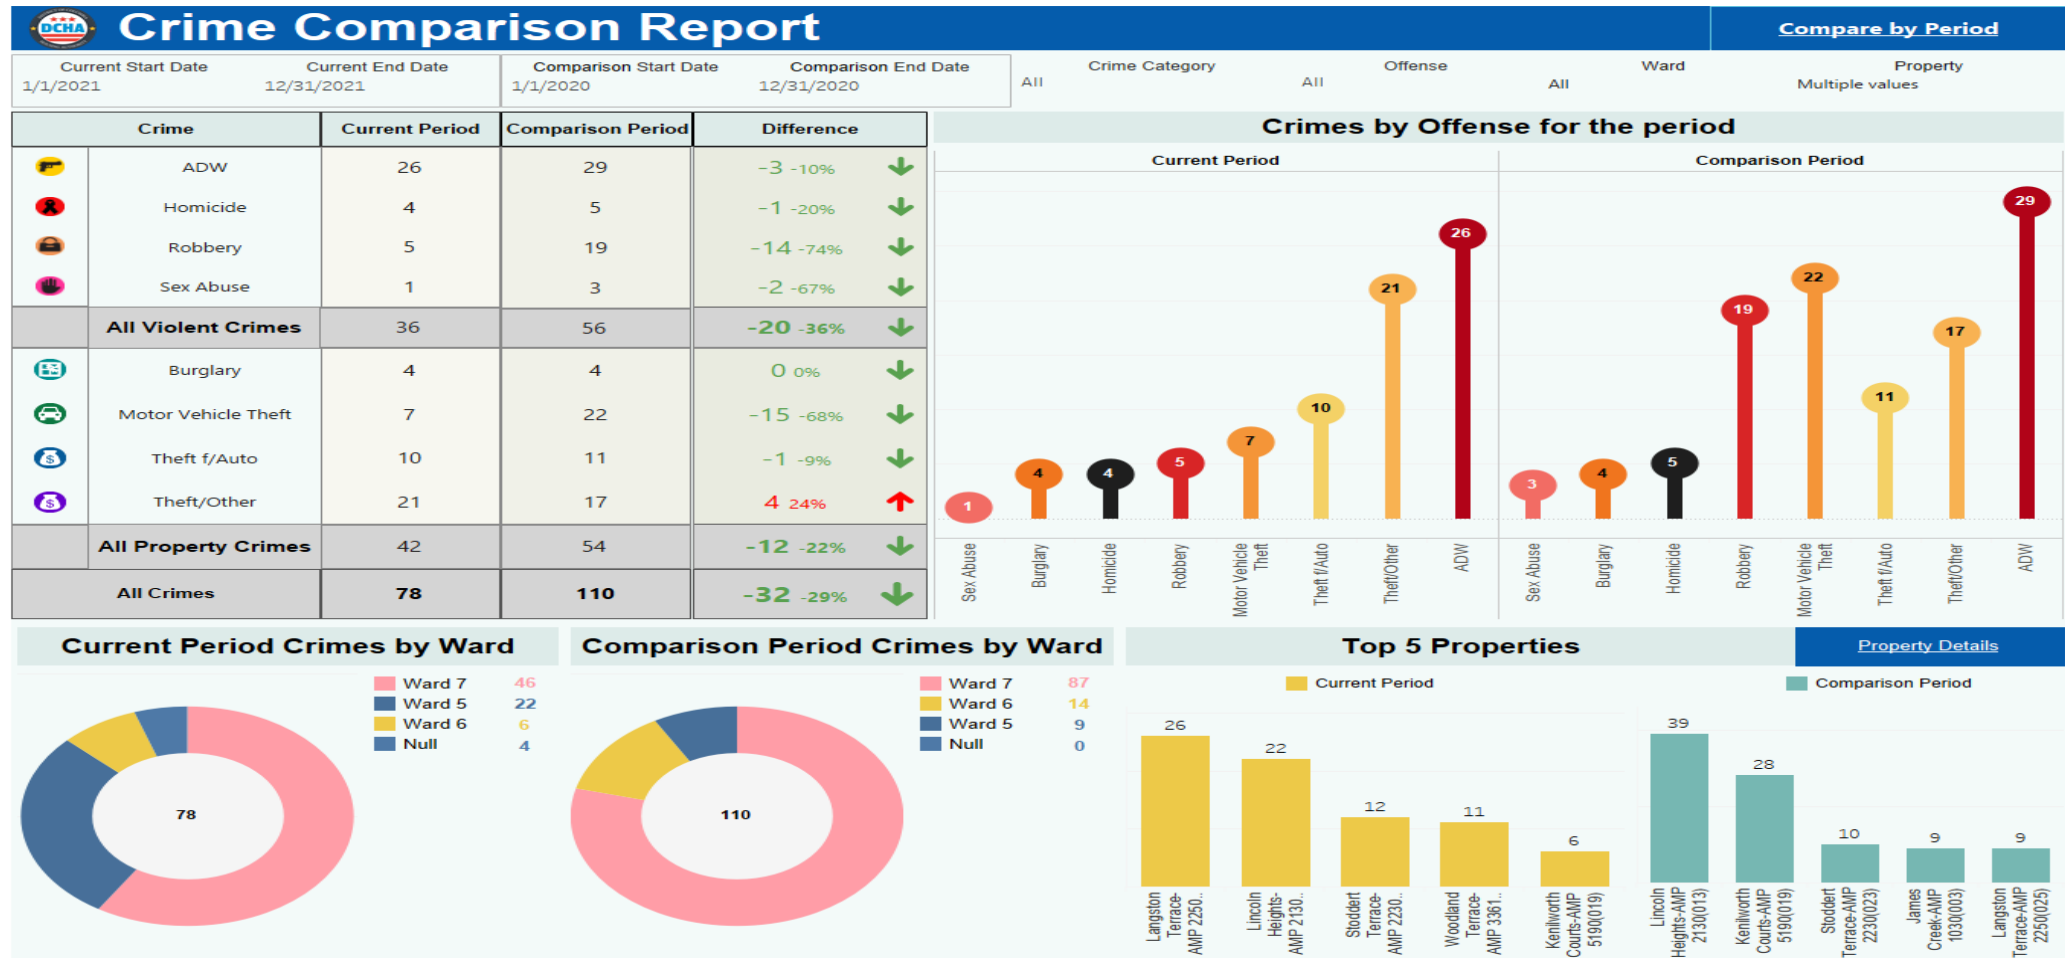 DCHA
Crime Comparison Report
Compare by Period
Current Start Date Current End Date Comparison Start Date Comparison End Date Crime Category Offense Ward Property
1/1/2021 12/31/2021 1/1/2020 12/31/2020 All All All Multiple values
Crime Current Period Comparison Period Difference
ADW 26 29 -3 -10%
Homicide 4 5 -1 -20%
Robbery 5 19 -14 -74%
Sex Abuse 1 3 -2 -67%
All Violent Crimes 36 56 -20 -36%
Burglary 4 4 0 0%
Motor Vehicle Theft 7 22 -15 -68%
Theft f/Auto 10 11 -1 -9%
Theft/Other 21 17 4 24%
All Property Crimes 42 54 -12 -22%
All Crimes 78 110 -32 -29%
Crimes by Offense for the period
Current Period Comparison Period
1 4 4 5 7 10 21 26
3 4 5 19 22 11 17 29
Sex Abuse
Burglary
Homicide
Robbery
Motor Vehicle
Theft
Theft f/Auto
Theft/Other
ADW
Sex Abuse
Burglary
Homicide
Robbery
Motor Vehicle
Theft
Theft f/Auto
Theft/Other
ADW
Current Period Crimes by Ward
Ward 7 46
Ward 5 22
Ward 6 6
Null 4
78
Comparison Period Crimes by Ward
Ward 7 87
Ward 6 14
Ward 5 9
Null 0
110
Top 5 Properties
Property Details
Current Period
26 22 12 11 6
Langston
Terrace-
AMP 2250..
Lincoln
Heights-
AMP 2130..
Stoddert
Terrace-
AMP 2230..
Woodland
Terrace-
AMP 3361..
Kenilworth
Courts-AMP
5190(019)
Comparison Period
39 28 10 9 9
Lincoln
Heights-AMP
2130(013)
Kenilworth
Courts-AMP
5190(019)
Stoddert
Terrace-AMP
2230(023)
James
Creek-AMP
1030(003)
Langston
Terrace-AMP
2250(025)